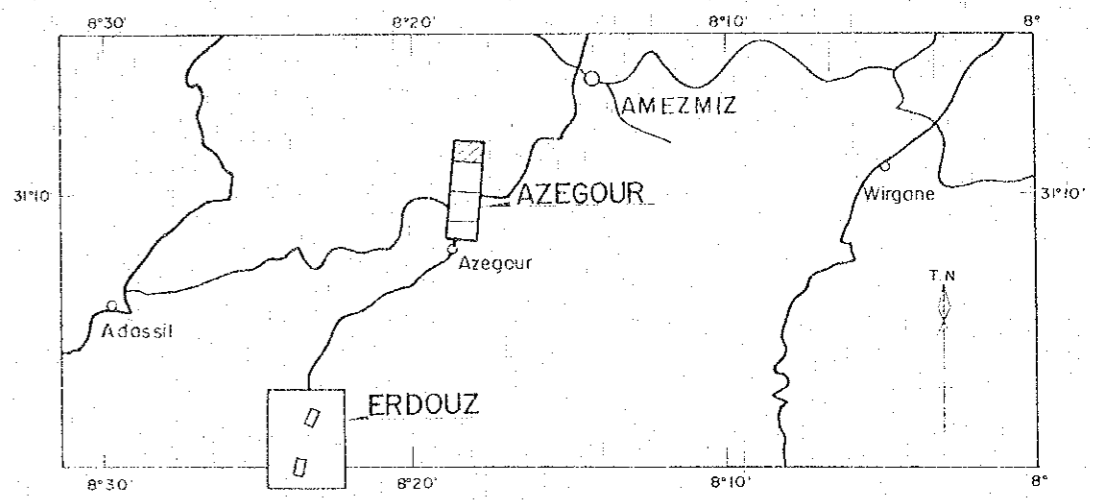 8°30' 8°20' 8°10' 8°
AMEZMIZ
31°10' AZEGOUR Wirgane 31°10'
Azegour
T.N
Adassil
ERDOUZ
8°30' 8°20' 8°10' 8°